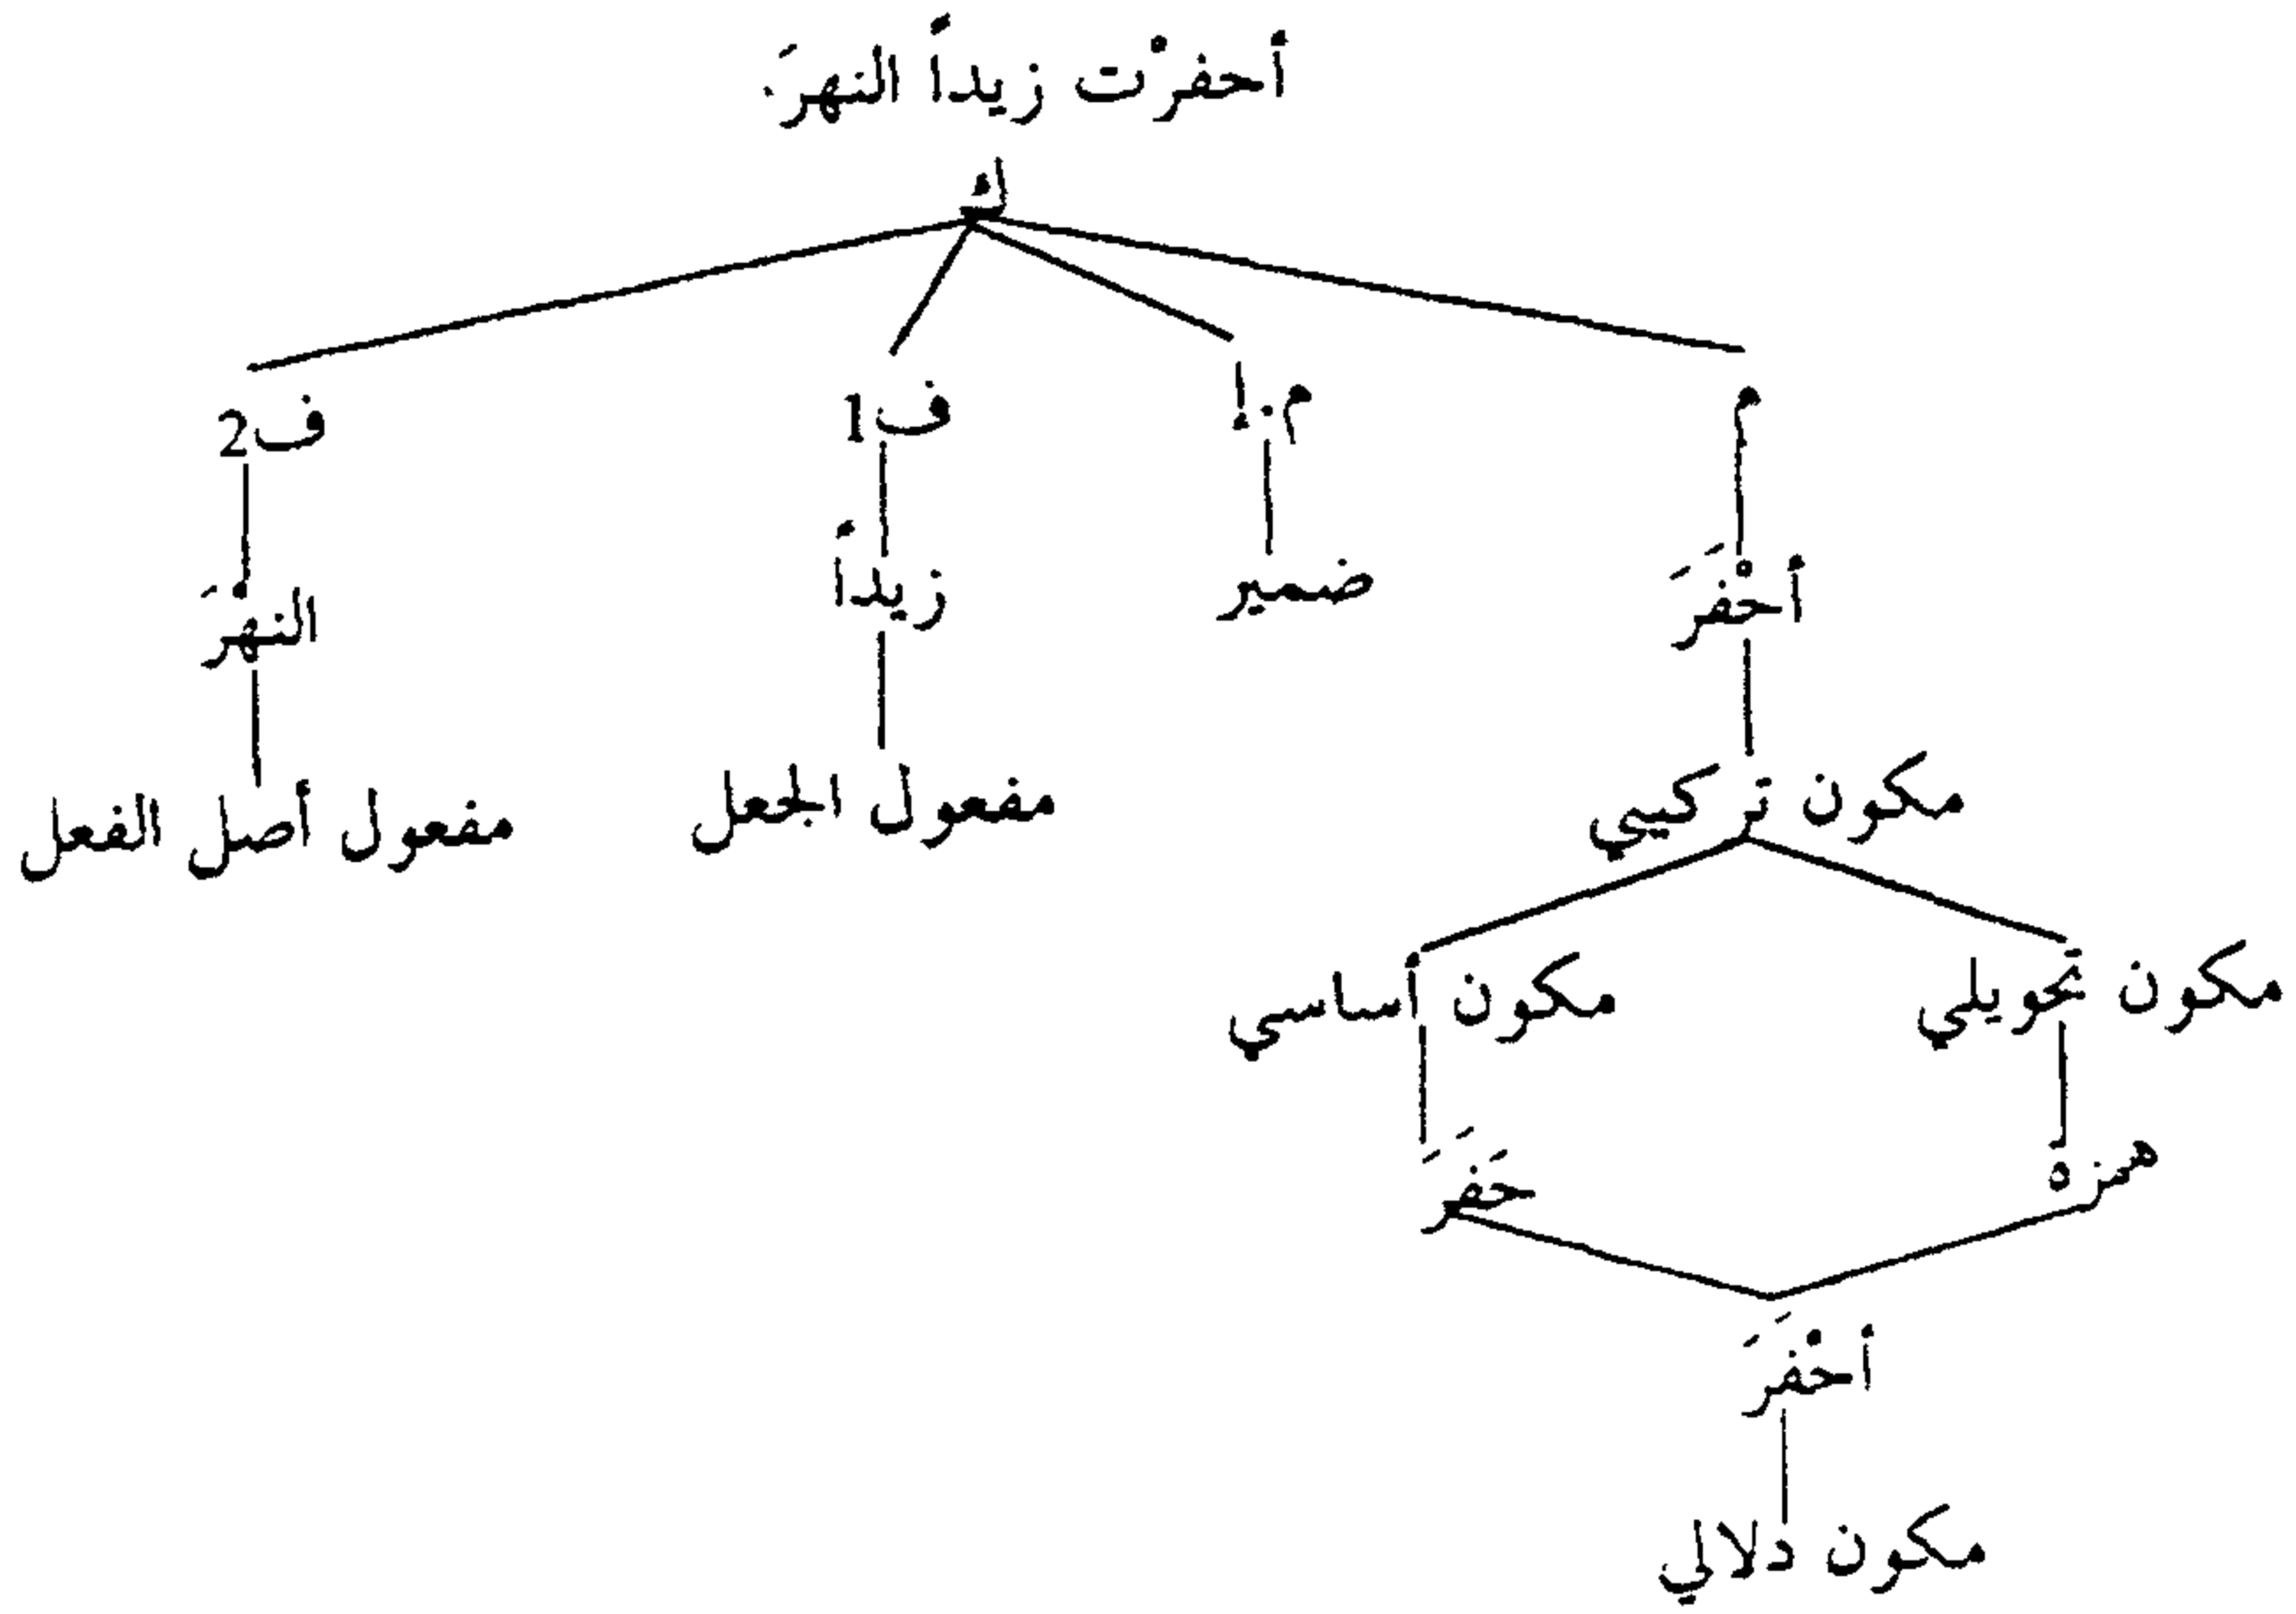 أحفرْت زيداً النهرَ.
ك
م م.إ ف1 ف2
أحْفَرَ ضمير زيداً النهْرَ
مكون تركيبي مفعول الجعل مفعول أصل الفعل
مكون تحويلي مكون أساسي
همزة حَفَرَ
أحْفَرَ
مكون دلالي